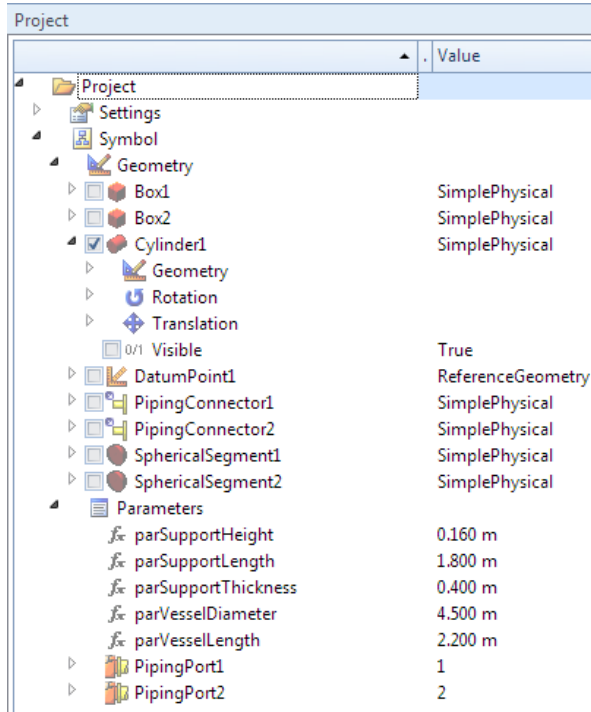 Project
. Value
Project
Settings
Symbol
Geometry
Box1 SimplePhysical
Box2 SimplePhysical
Cylinder1 SimplePhysical
Geometry
Rotation
Translation
0/1 Visible True
DatumPoint1 ReferenceGeometry
PipingConnector1 SimplePhysical
PipingConnector2 SimplePhysical
SphericalSegment1 SimplePhysical
SphericalSegment2 SimplePhysical
Parameters
fx parSupportHeight 0.160 m
fx parSupportLength 1.800 m
fx parSupportThickness 0.400 m
fx parVesselDiameter 4.500 m
fx parVesselLength 2.200 m
PipingPort1 1
PipingPort2 2